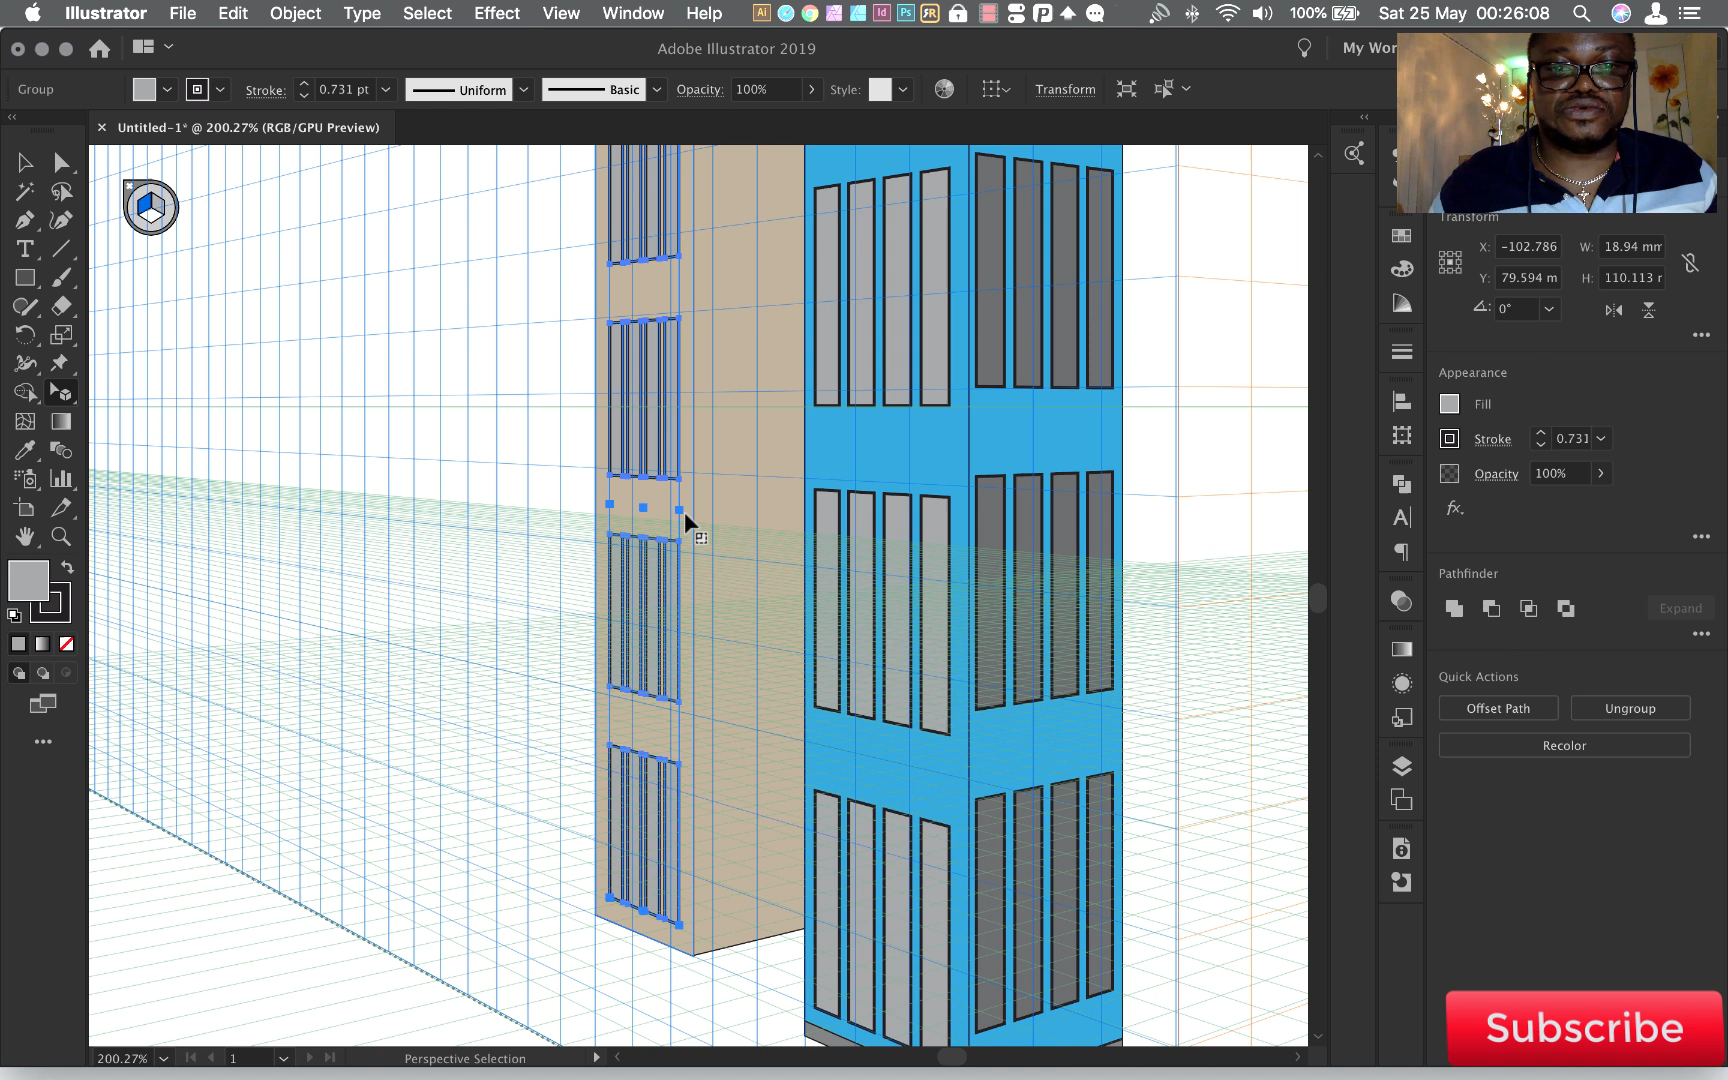 Illustrator File Edit Object Type Select Effect View Window Help
Ai Id Ps 100% Sat 25 May 00:26:08
Adobe Illustrator 2019
My Wor
Group Stroke: 0.731 pt Uniform Basic Opacity: 100% Style: Transform
Untitled-1* @ 200.27% (RGB/GPU Preview)
Transform
X: -102.786 W: 18.94 mm
Y: 79.594 m H: 110.113 r
0°
Appearance
Fill
Stroke 0.731
Opacity 100%
fx.
Pathfinder
Expand
Quick Actions
Offset Path Ungroup
Recolor
Subscribe
200.27% 1 Perspective Selection